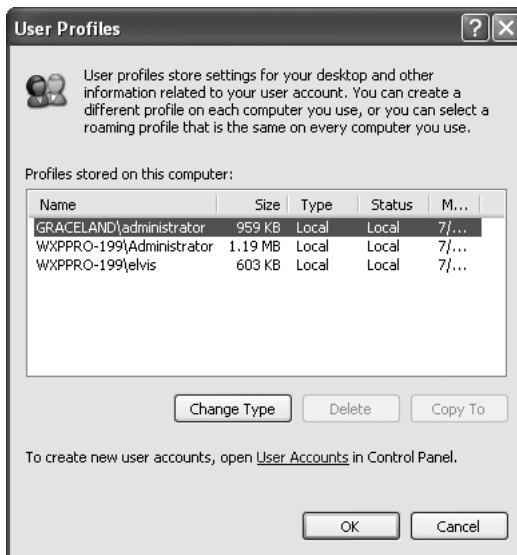 User Profiles
User profiles store settings for your desktop and other
information related to your user account. You can create a
different profile on each computer you use, or you can select a
roaming profile that is the same on every computer you use.
Profiles stored on this computer:
Name Size Type Status M...
GRACELAND\administrator 959 KB Local Local 7/...
WXPPRO-199\Administrator 1.19 MB Local Local 7/...
WXPPRO-199\elvis 603 KB Local Local 7/...
Change Type Delete Copy To
To create new user accounts, open User Accounts in Control Panel.
OK Cancel